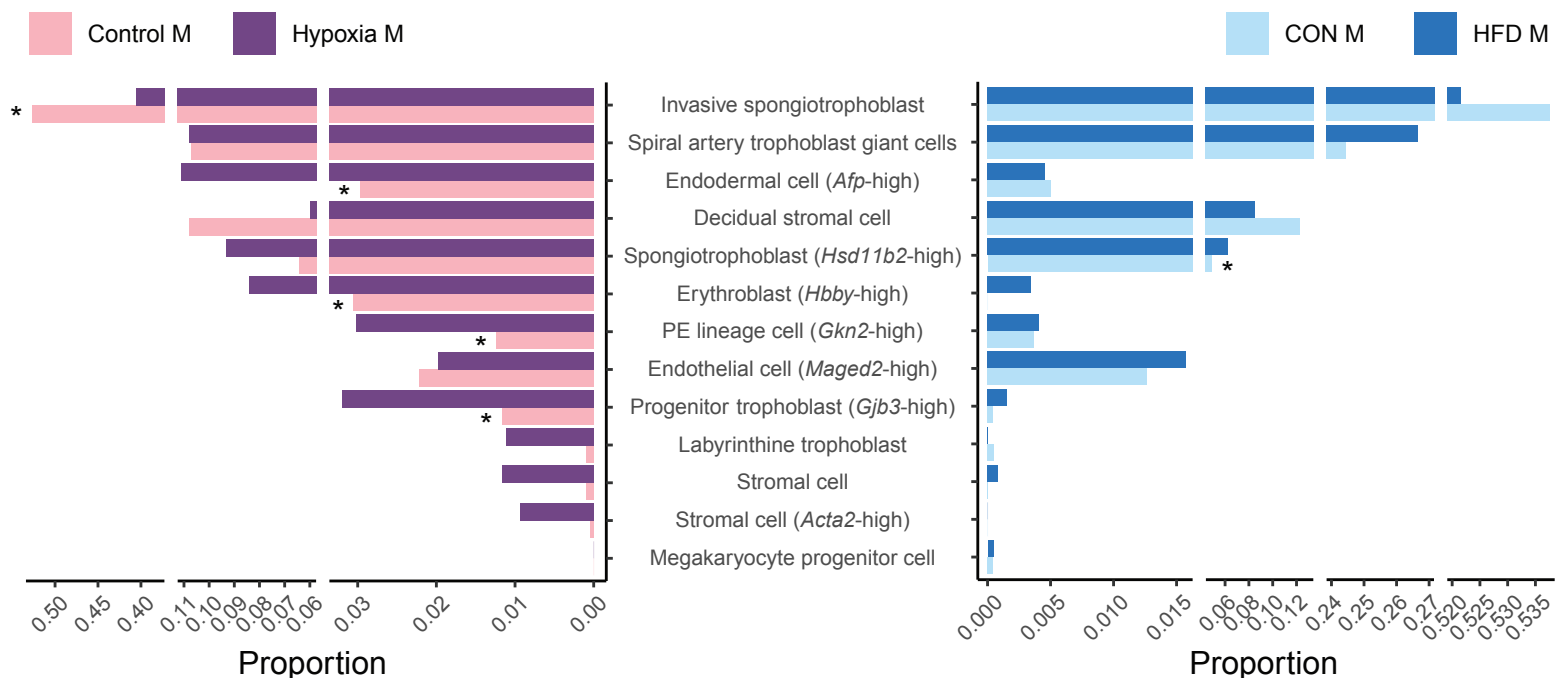 Control M Hypoxia M CON M HFD M
* Invasive spongiotrophoblast
Spiral artery trophoblast giant cells
* Endodermal cell (Afp-high)
Decidual stromal cell
Spongiotrophoblast (Hsd11b2-high) *
* Erythroblast (Hbby-high)
* PE lineage cell (Gkn2-high)
Endothelial cell (Maged2-high)
* Progenitor trophoblast (Gjb3-high)
Labyrinthine trophoblast
Stromal cell
Stromal cell (Acta2-high)
Megakaryocyte progenitor cell
0.50 0.45 0.40 0.11 0.10 0.09 0.08 0.07 0.06 0.03 0.02 0.01 0.00 0.000 0.005 0.010 0.015 0.06 0.08 0.10 0.12 0.24 0.25 0.26 0.27 0.520 0.525 0.530 0.535
Proportion Proportion